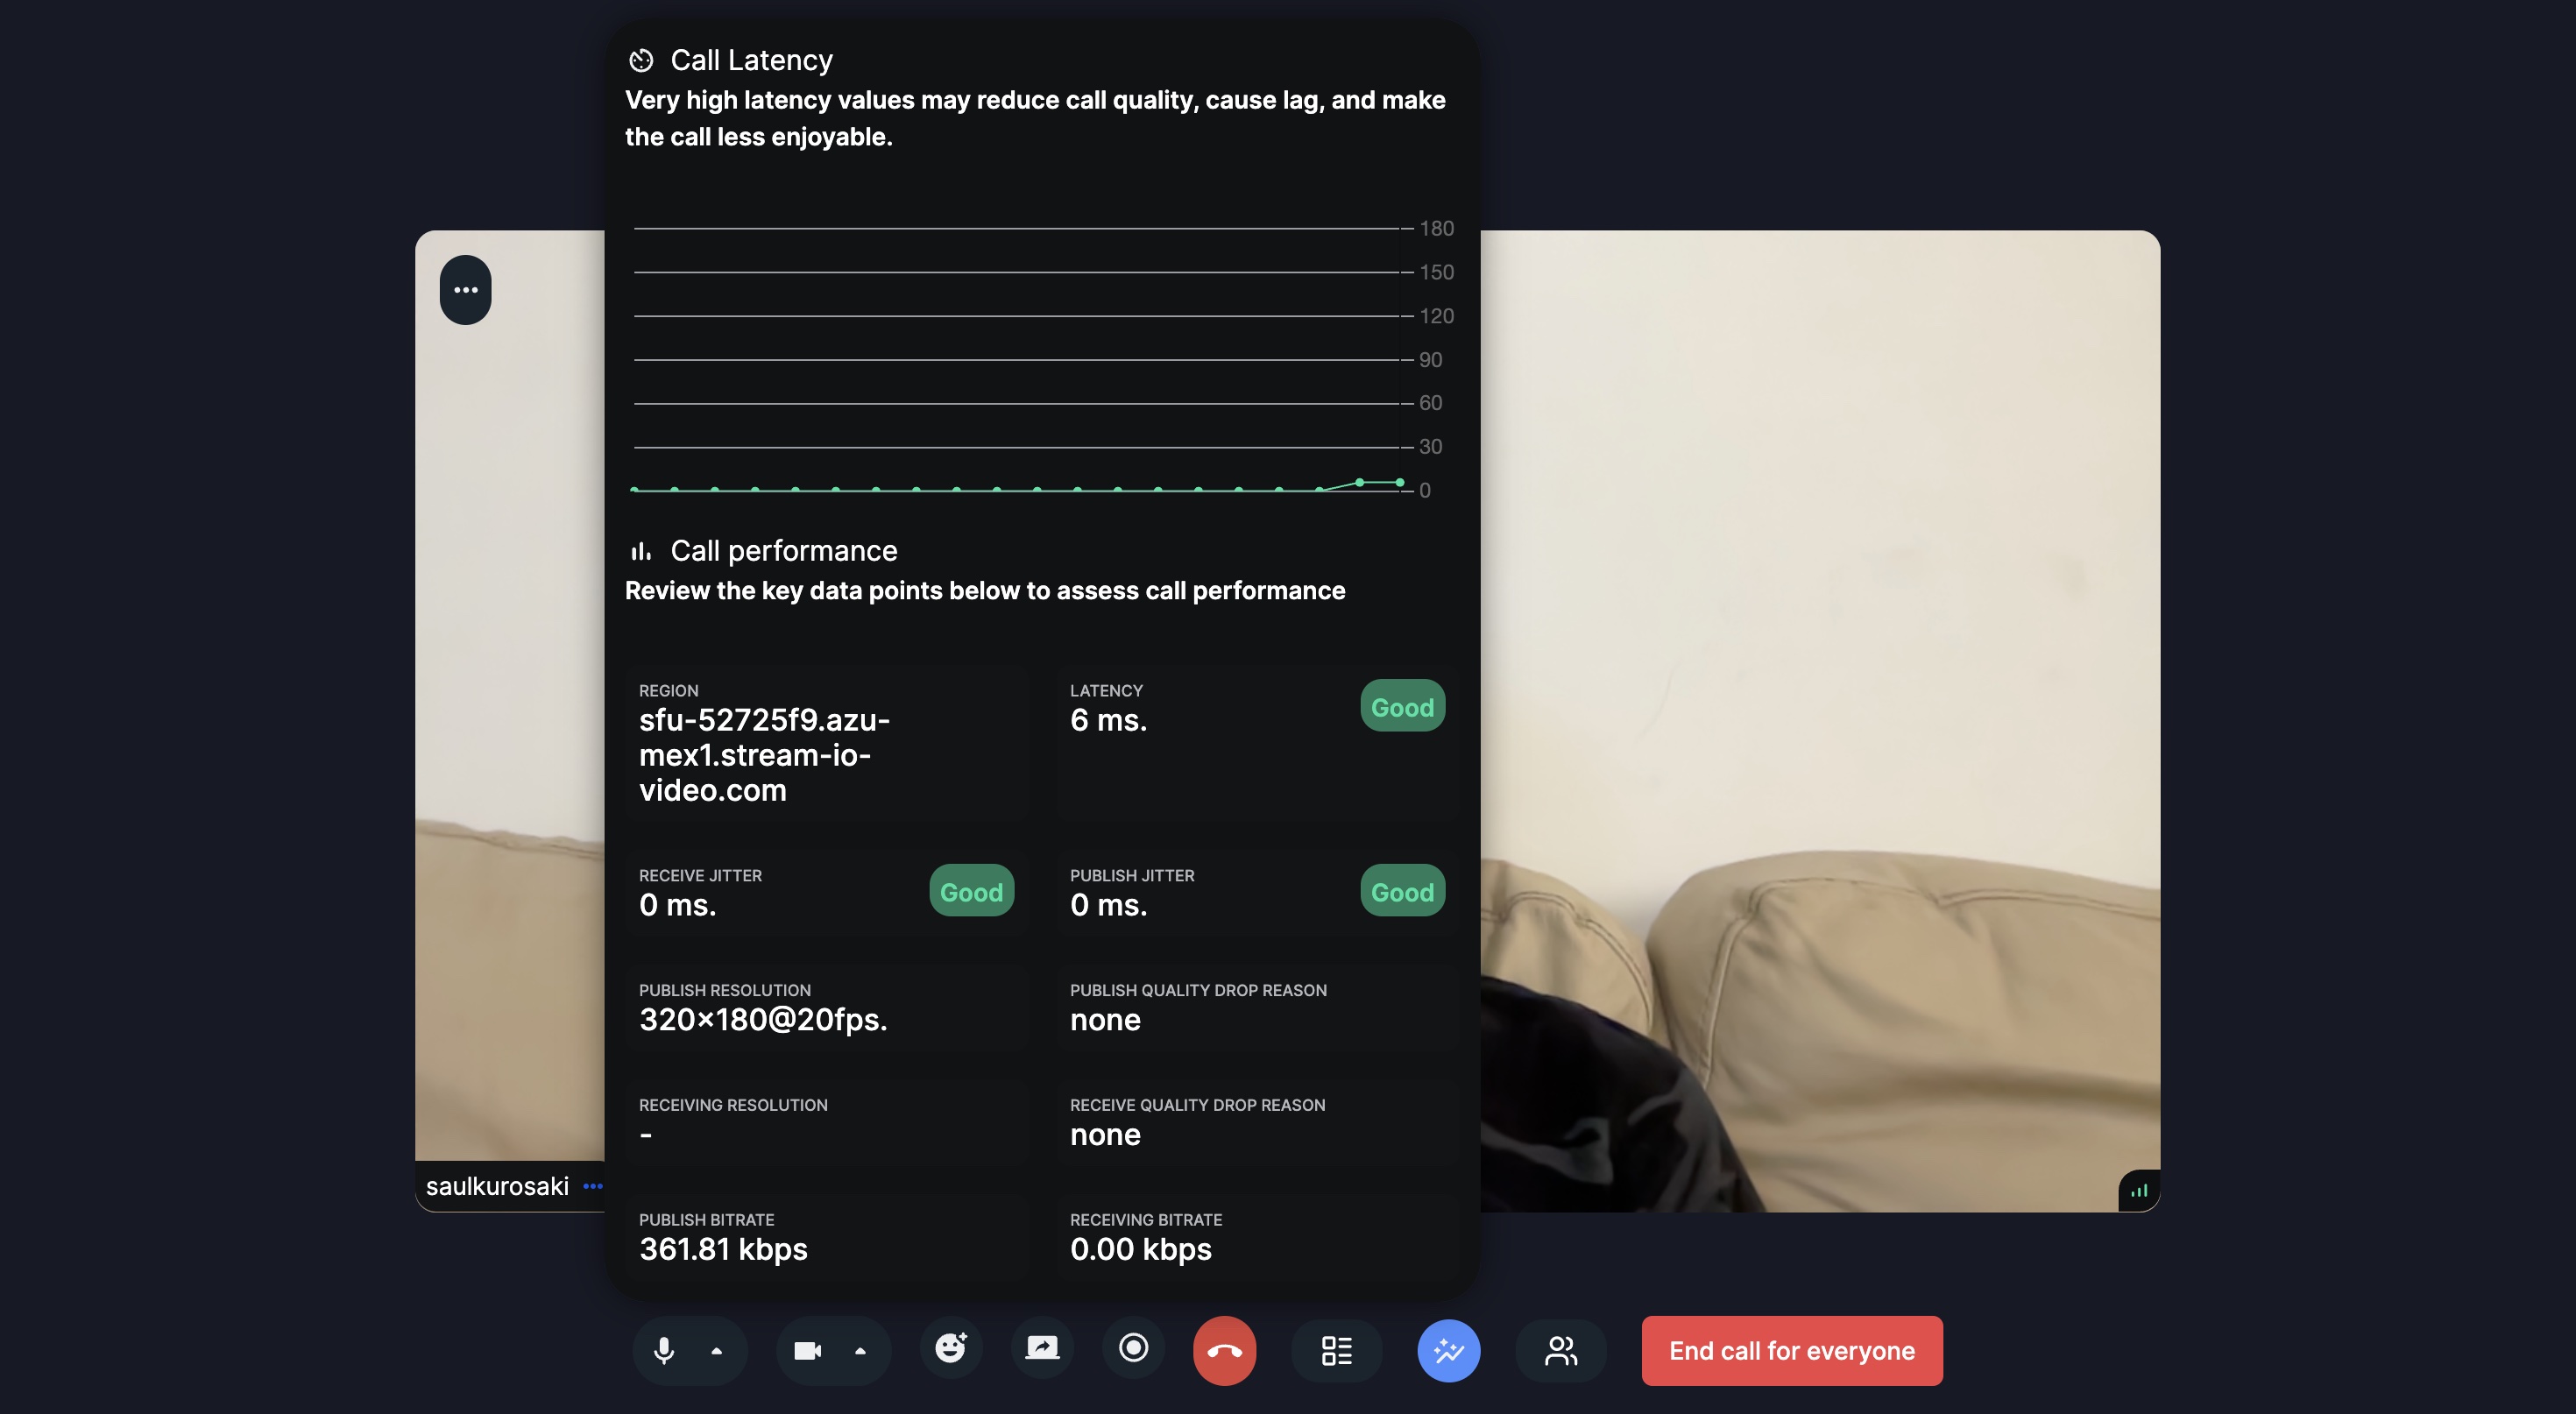 Call Latency
Very high latency values may reduce call quality, cause lag, and make
the call less enjoyable.
180
150
120
90
60
30
0
Call performance
Review the key data points below to assess call performance
REGION
sfu-52725f9.azu-
mex1.stream-io-
video.com
LATENCY
6 ms.
Good
RECEIVE JITTER
0 ms.
Good
PUBLISH JITTER
0 ms.
Good
PUBLISH RESOLUTION
320x180@20fps.
PUBLISH QUALITY DROP REASON
none
RECEIVING RESOLUTION
-
RECEIVE QUALITY DROP REASON
none
saulkurosaki
PUBLISH BITRATE
361.81 kbps
RECEIVING BITRATE
0.00 kbps
End call for everyone